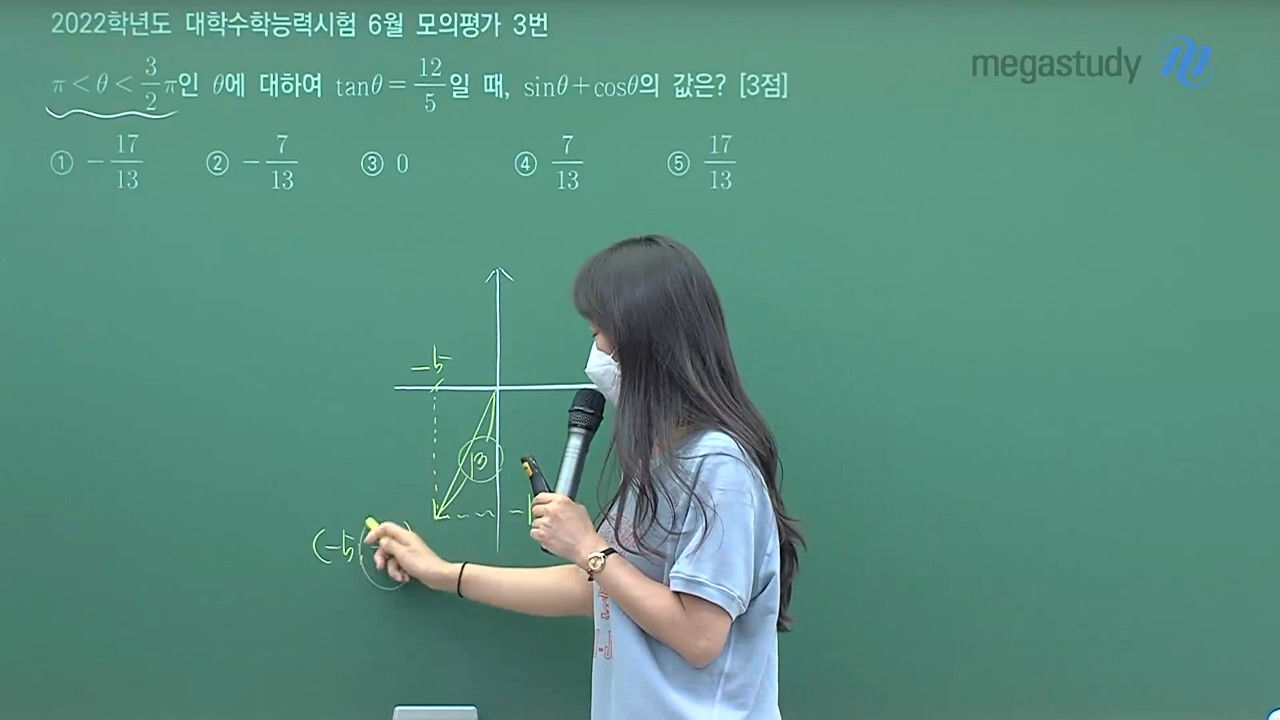 2022학년도 대학수학능력시험 6월 모의평가 3번
megastudy
π < θ < 3/2 π인 θ에 대하여 tanθ = 12/5 일 때, sinθ + cosθ의 값은? [3점]
① -17/13 ② -7/13 ③ 0 ④ 7/13 ⑤ 17/13
-5
13
(-5